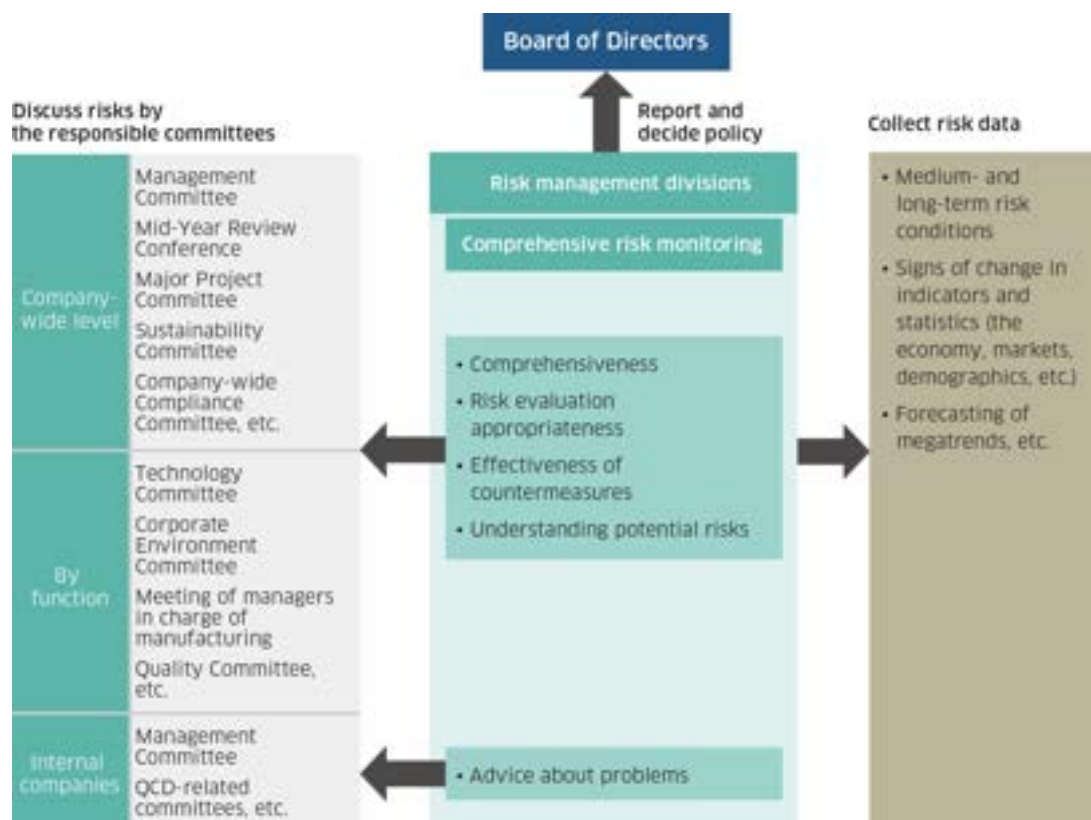 Board of Directors
Report and
decide policy
Discuss risks by
the responsible committees
Company-
wide level
Management
Committee
Mid-Year Review
Conference
Major Project
Committee
Sustainability
Committee
Company-wide
Compliance
Committee, etc.
By
function
Technology
Committee
Corporate
Environment
Committee
Meeting of managers
in charge of
manufacturing
Quality Committee,
etc.
Internal
companies
Management
Committee
QCD-related
committees, etc.
Risk management divisions
Comprehensive risk monitoring
• Comprehensiveness
• Risk evaluation
appropriateness
• Effectiveness of
countermeasures
• Understanding potential risks
• Advice about problems
Collect risk data
• Medium- and
long-term risk
conditions
• Signs of change in
indicators and
statistics (the
economy, markets,
demographics, etc.)
• Forecasting of
megatrends, etc.